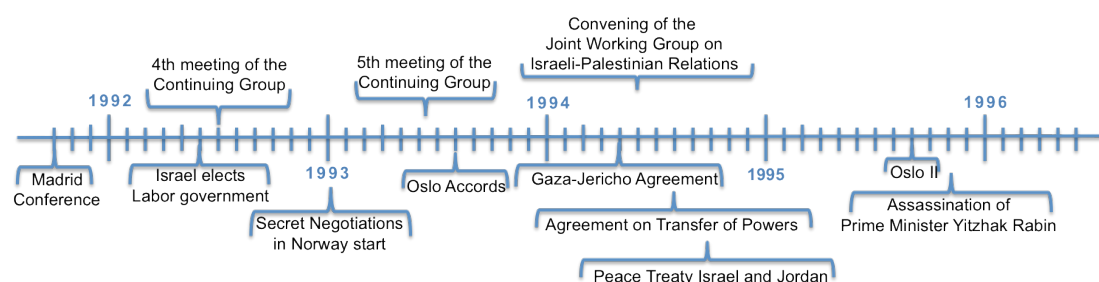 Convening of the
Joint Working Group on
Israeli-Palestinian Relations
4th meeting of the
Continuing Group
5th meeting of the
Continuing Group
1992
1994
1996
Madrid
Conference
Israel elects
Labor government
1993
Secret Negotiations
in Norway start
Oslo Accords
Gaza-Jericho Agreement
1995
Agreement on Transfer of Powers
Peace Treaty Israel and Jordan
Oslo II
Assassination of
Prime Minister Yitzhak Rabin